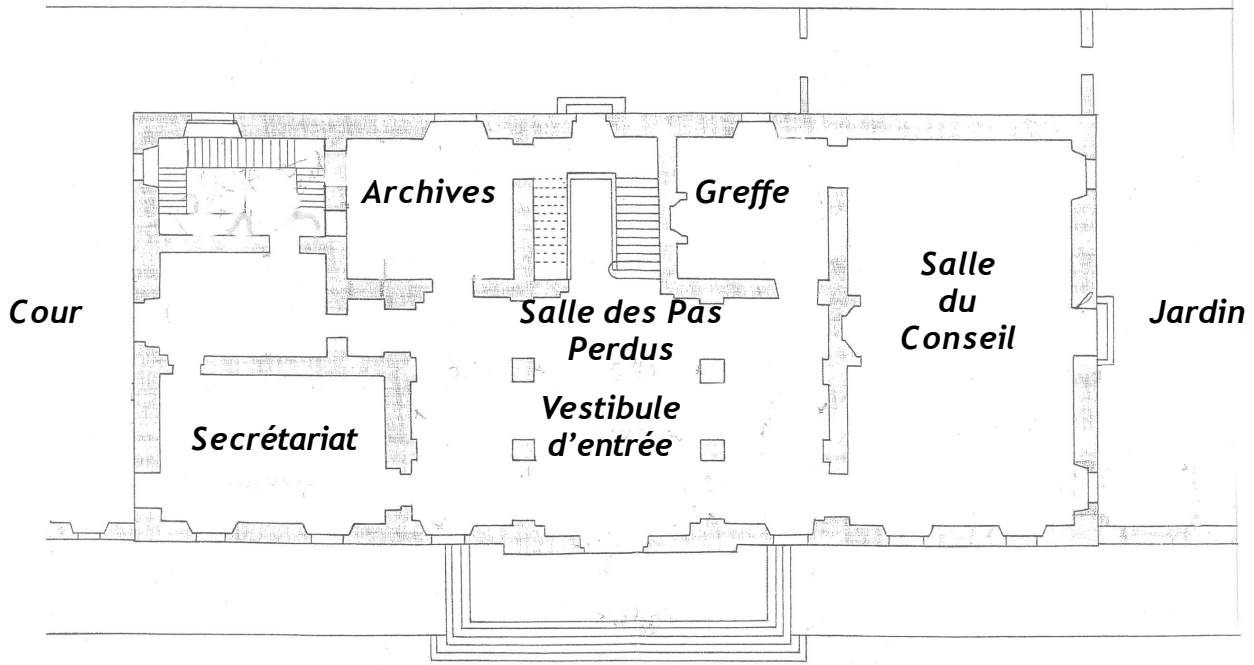 Archives
Greffe
Cour
Salle des Pas
Perdus
Salle
du
Conseil
Jardin
Vestibule
d’entrée
Secrétariat